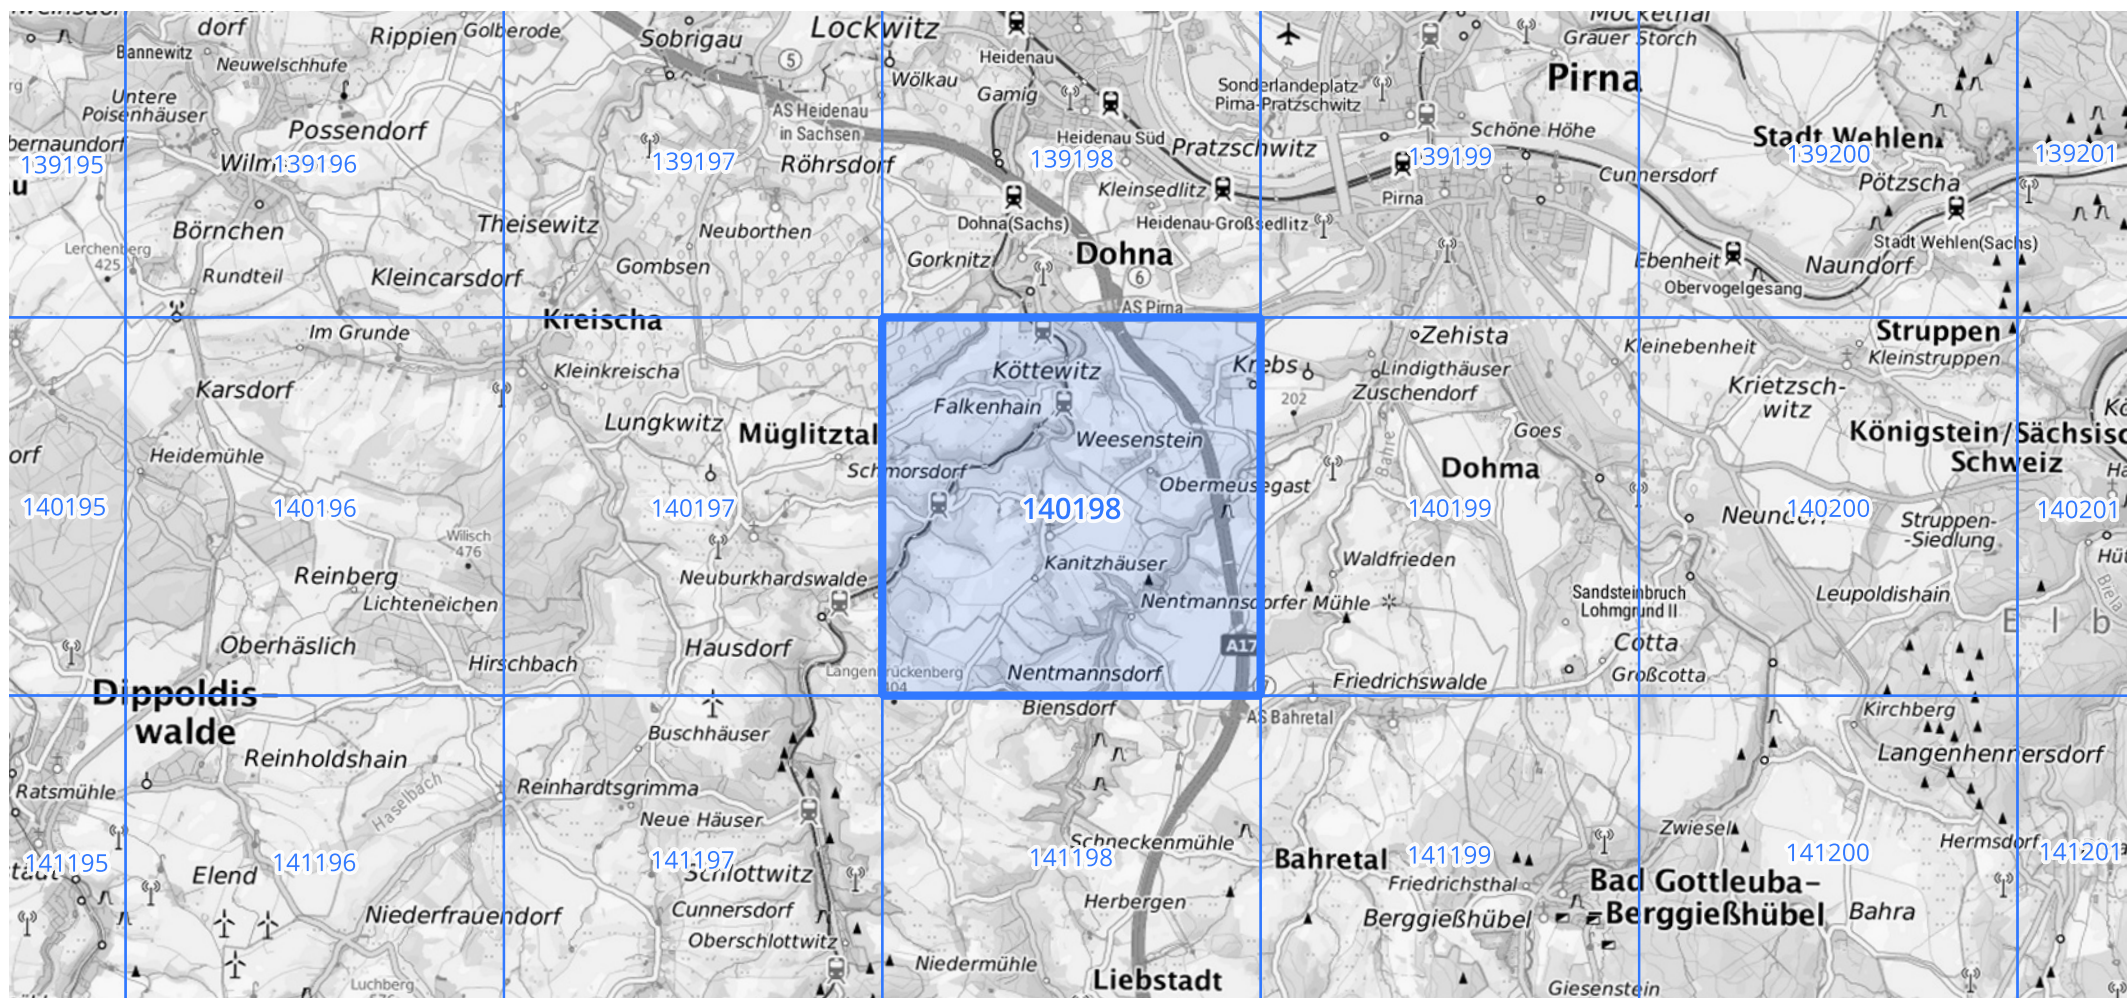 dorf
Rippien
Golberode
Sobrigau
Lockwitz
Heidenau
Grauer Storch
Bannewitz
Neuwelschhufe
5
Wölkau
Gamig
Sonderlandeplatz
Pirna-Pratzschwitz
Pirna
Untere
Poisenhäuser
Possendorf
AS Heidenau
in Sachsen
Heidenau Süd
Pratzschwitz
Schöne Höhe
Stadt Wehlen
139195
139196
139197
Röhrsdorf
139198
139199
139200
139201
Kleinsedlitz
Pirna
Cunnersdorf
Pötzscha
Börnchen
Theisewitz
Neuborthen
Dohna(Sachs)
Heidenau-Großsedlitz
Stadt Wehlen(Sachs)
Lerchenberg
425
Rundteil
Kleincarsdorf
Gombsen
Gorknitz
Dohna
6
Ebenheit
Naundorf
Obervogelgesang
AS Pirna
Im Grunde
Kreischa
Zehista
Struppen
Kleinebenheit
Kleinstruppen
Karsdorf
Kleinkreischa
Köttewitz
Krebs
Lindigthäuser
Zuschendorf
Krietzsch-
witz
202
Falkenhain
Lungkwitz
Müglitztal
Weesenstein
Bahre
Goes
Königstein/Sächsisc
Schweiz
Heidemühle
Schmorsdorf
Obermeusegast
Dohma
140195
140196
140197
140198
140199
140200
140201
Struppen-
-Siedlung
Wilisch
476
Reinberg
Lichteneichen
Neuburkhardswalde
Kanitzhäuser
Waldfrieden
Nentmannsdorfer Mühle
Sandsteinbruch
Lohmgrund II
Leupoldishain
E l b
Oberhäslich
Hirschbach
Hausdorf
A17
Cotta
Großcotta
Nentmannsdorf
Friedrichswalde
Dippoldis-
walde
Biensdorf
AS Bahretal
Kirchberg
Buschhäuser
Reinholdshain
Langenhennersdorf
Ratsmühle
Haselbach
Reinhardtsgrimma
Neue Häuser
Schneckenmühle
Zwiesel
Hermsdorf
141195
141196
141197
141198
141199
141200
141201
Elend
Schlottwitz
Bahretal
Friedrichsthal
Bad Gottleuba-
-Berggießhübel
Niederfrauendorf
Cunnersdorf
Herbergen
Berggießhübel
Bahra
Oberschlottwitz
Niedermühle
Liebstadt
Luchberg
Giesenstein